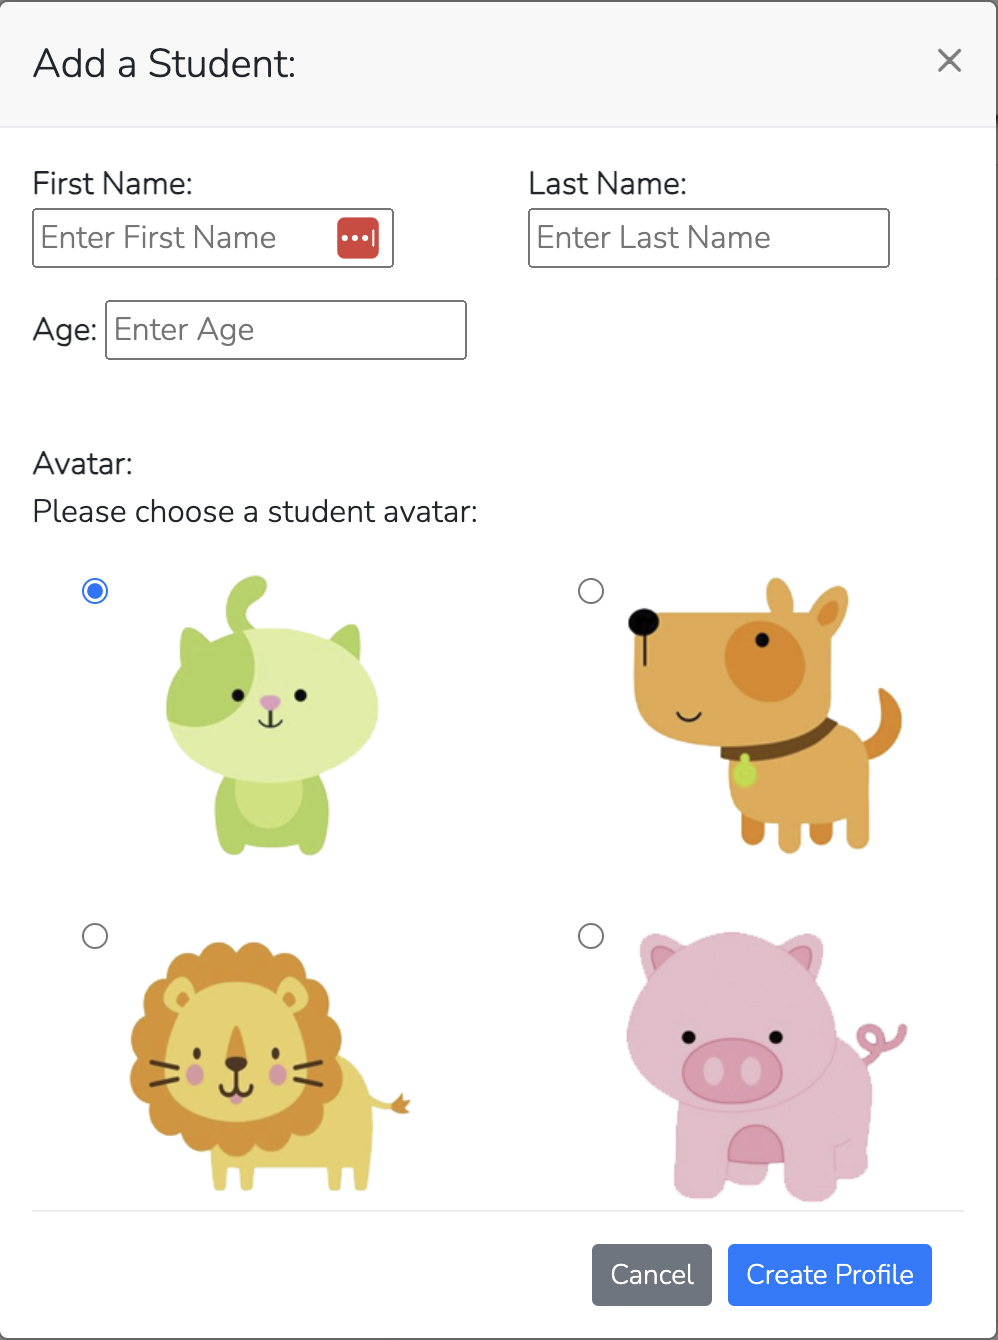 Add a Student:
First Name:
Last Name:
Enter First Name
Enter Last Name
Age: Enter Age
Avatar:
Please choose a student avatar:
Cancel
Create Profile